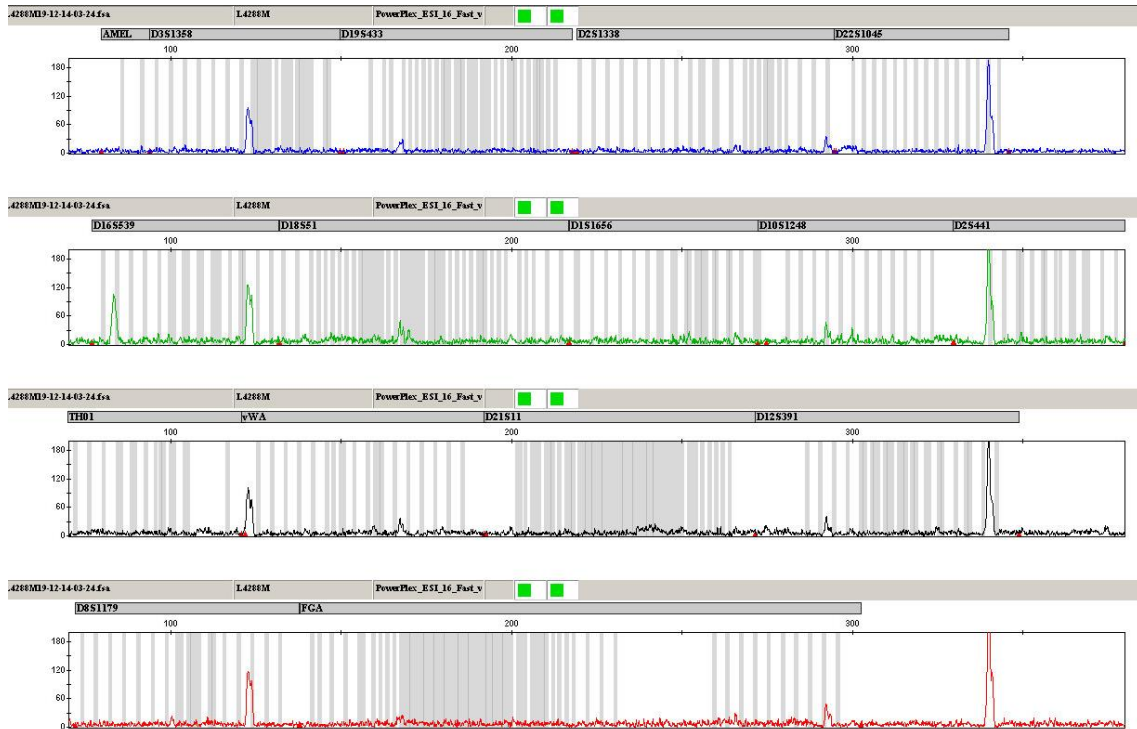 .4288M19-12-14-03-24.fsa L4288M PowerPlex_ESI_16_Fast_v
AMEL D3S1358 D19S433 D2S1338 D22S1045
100 200 300
180
120
60
0
.4288M19-12-14-03-24.fsa L4288M PowerPlex_ESI_16_Fast_v
D16S539 D18S51 D1S1656 D10S1248 D2S441
100 200 300
180
120
60
0
.4288M19-12-14-03-24.fsa L4288M PowerPlex_ESI_16_Fast_v
TH01 vWA D21S11 D12S391
100 200 300
180
120
60
0
.4288M19-12-14-03-24.fsa L4288M PowerPlex_ESI_16_Fast_v
D8S1179 FGA
100 200 300
180
120
60
0